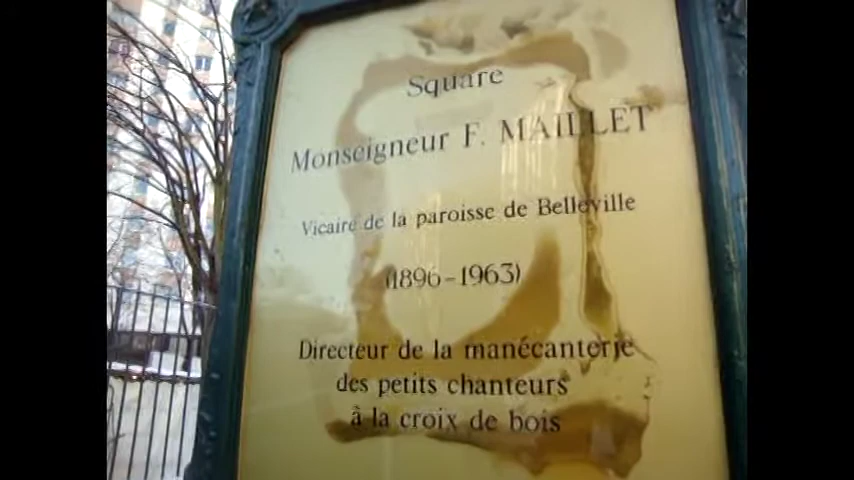 Square
Monseigneur F. MAILLET
Vicaire de la paroisse de Belleville
(1896-1963)
Directeur de la manécanterie
des petits chanteurs
à la croix de bois